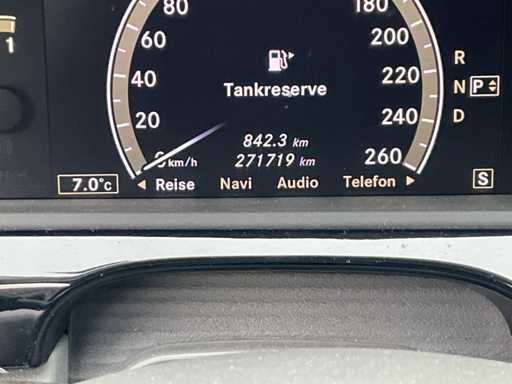 80 180
60 200
1
40 220
20 240
0 260
km/h
Tankreserve
842.3 km
271719 km
R
N P
D
7.0°C
Reise Navi Audio Telefon
S